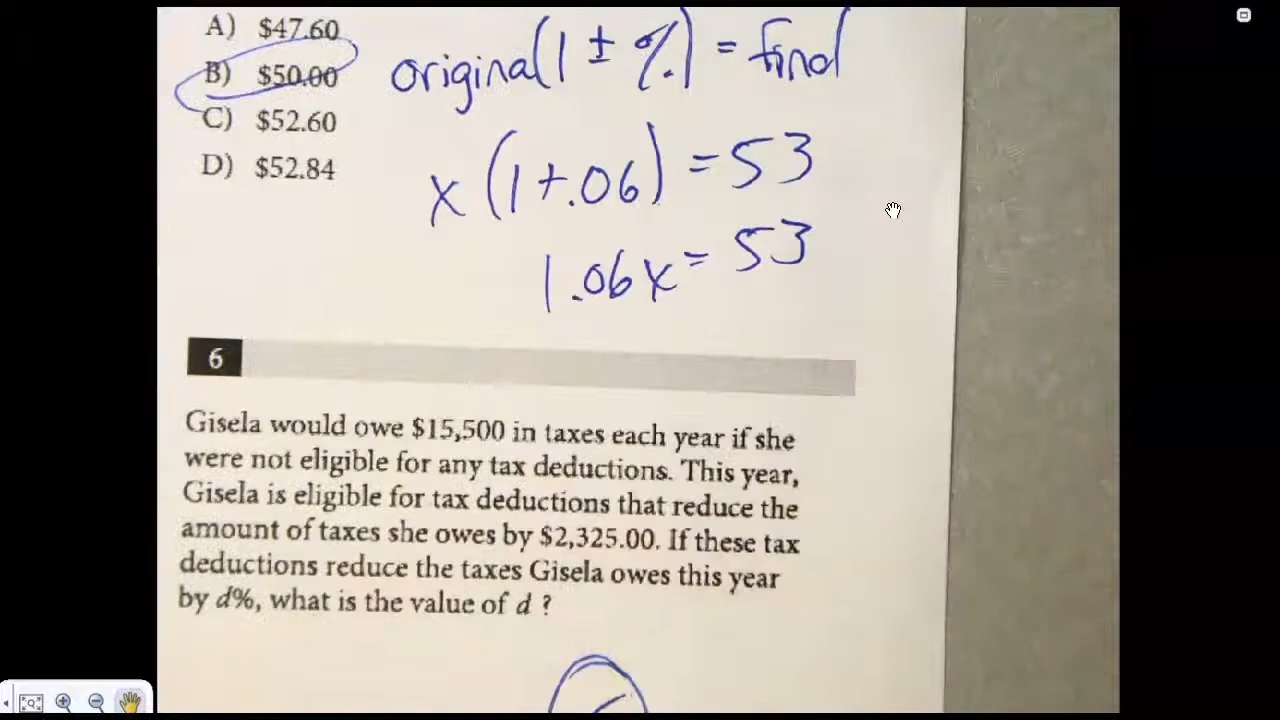 A) $47.60
B) $50.00
C) $52.60
D) $52.84
original(1 ± %) = final
x(1+.06) = 53
1.06x = 53
6
Gisela would owe $15,500 in taxes each year if she
were not eligible for any tax deductions. This year,
Gisela is eligible for tax deductions that reduce the
amount of taxes she owes by $2,325.00. If these tax
deductions reduce the taxes Gisela owes this year
by d%, what is the value of d ?